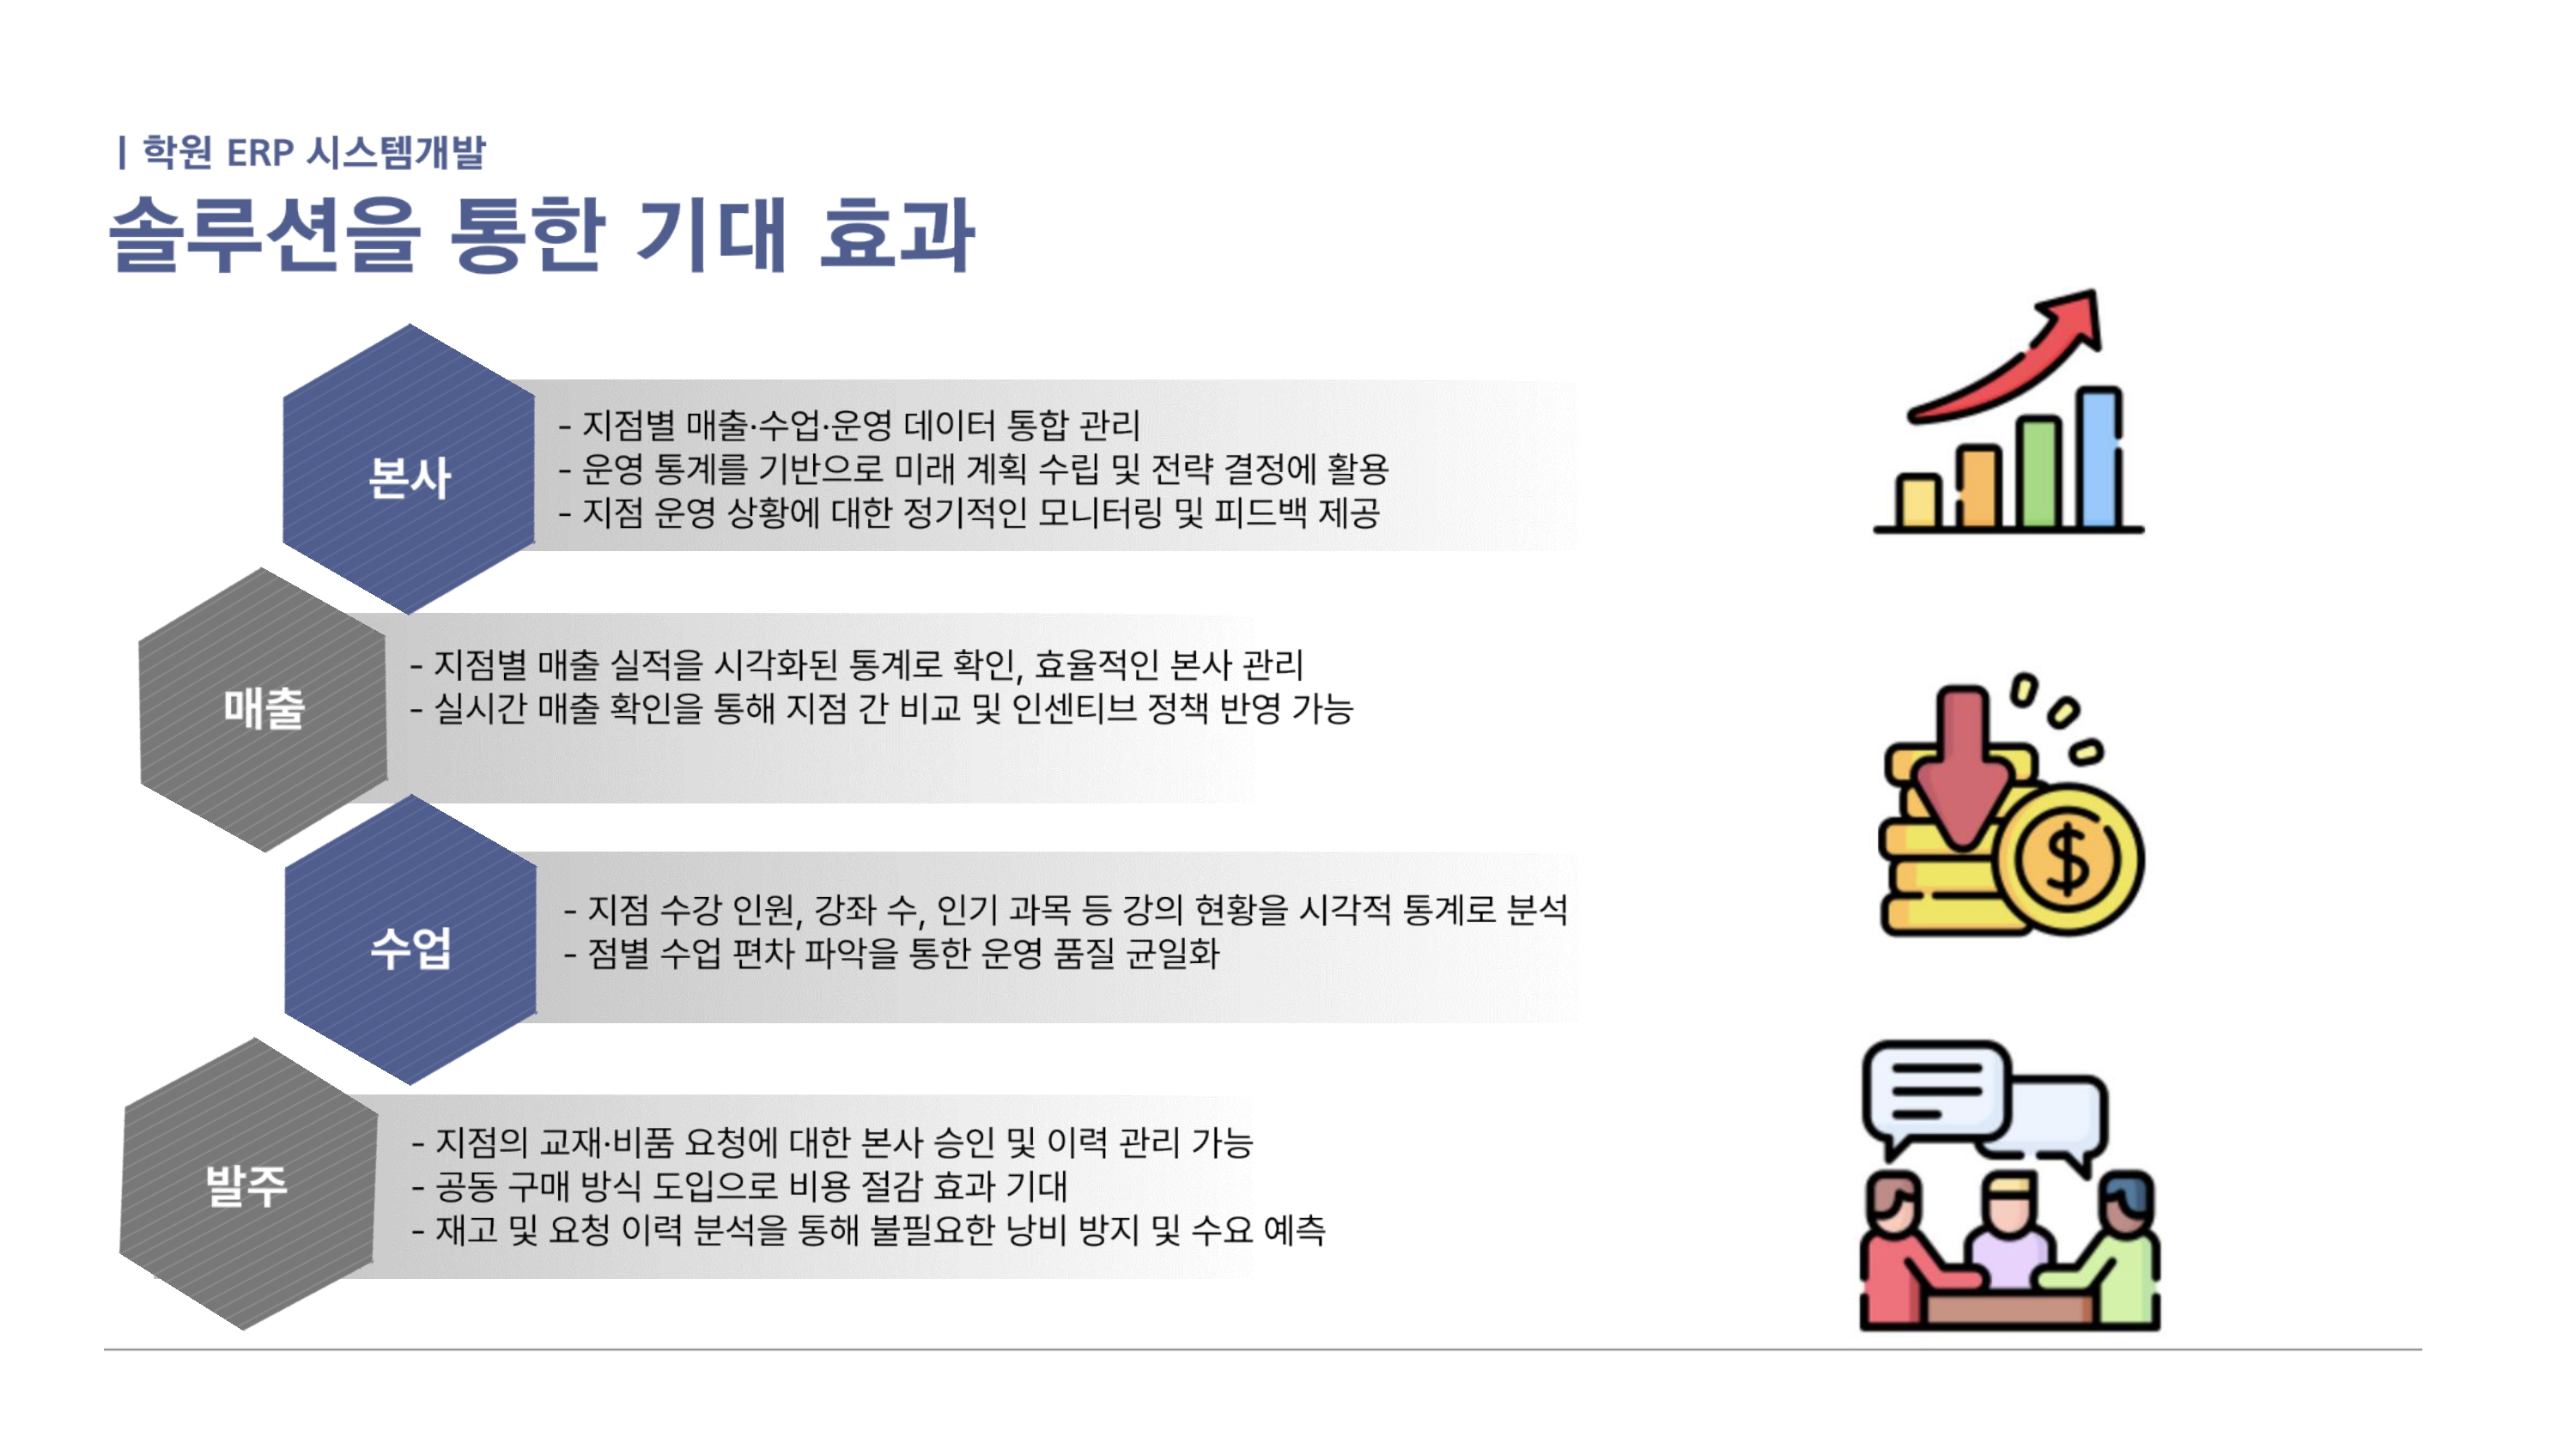 | 학원 ERP 시스템개발
솔루션을 통한 기대 효과
본사
- 지점별 매출·수업·운영 데이터 통합 관리
- 운영 통계를 기반으로 미래 계획 수립 및 전략 결정에 활용
- 지점 운영 상황에 대한 정기적인 모니터링 및 피드백 제공
매출
- 지점별 매출 실적을 시각화된 통계로 확인, 효율적인 본사 관리
- 실시간 매출 확인을 통해 지점 간 비교 및 인센티브 정책 반영 가능
수업
- 지점 수강 인원, 강좌 수, 인기 과목 등 강의 현황을 시각적 통계로 분석
- 점별 수업 편차 파악을 통한 운영 품질 균일화
발주
- 지점의 교재·비품 요청에 대한 본사 승인 및 이력 관리 가능
- 공동 구매 방식 도입으로 비용 절감 효과 기대
- 재고 및 요청 이력 분석을 통해 불필요한 낭비 방지 및 수요 예측
$